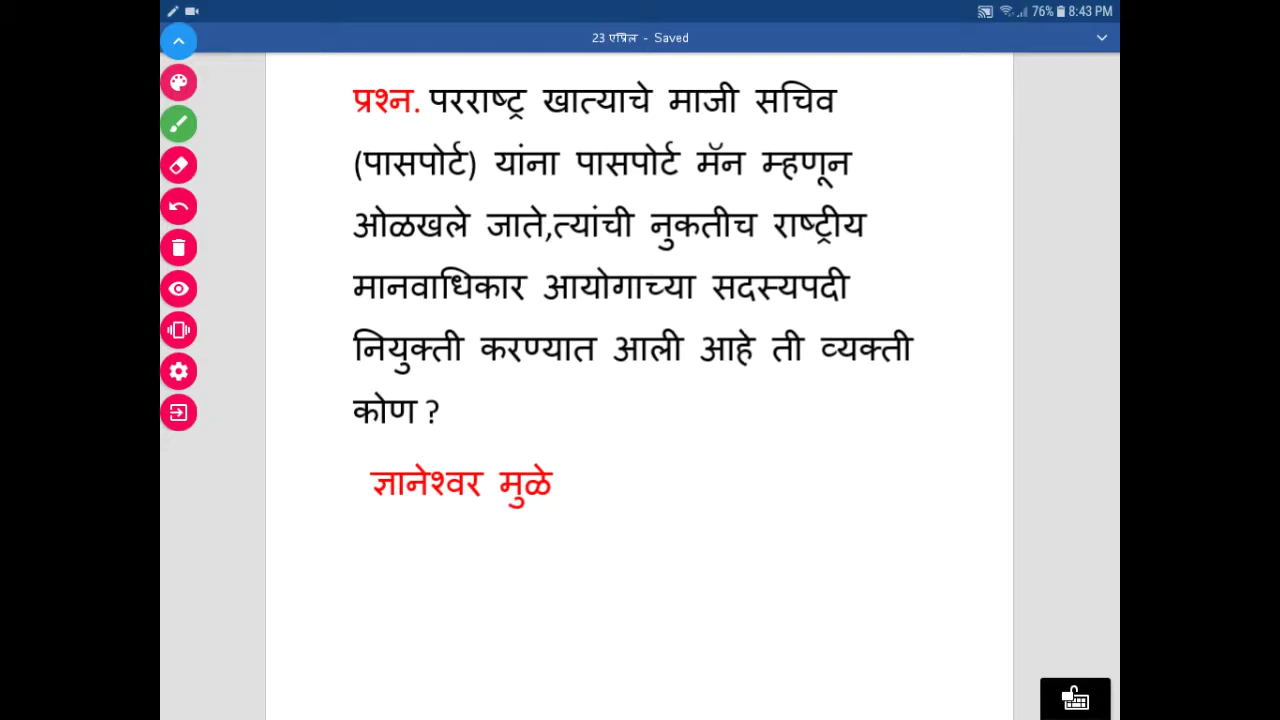 76% 8:43 PM
23 एप्रिल - Saved
प्रश्न. परराष्ट्र खात्याचे माजी सचिव
(पासपोर्ट) यांना पासपोर्ट मॅन म्हणून
ओळखले जाते,त्यांची नुकतीच राष्ट्रीय
मानवाधिकार आयोगाच्या सदस्यपदी
नियुक्ती करण्यात आली आहे ती व्यक्ती
कोण ?
ज्ञानेश्वर मुळे